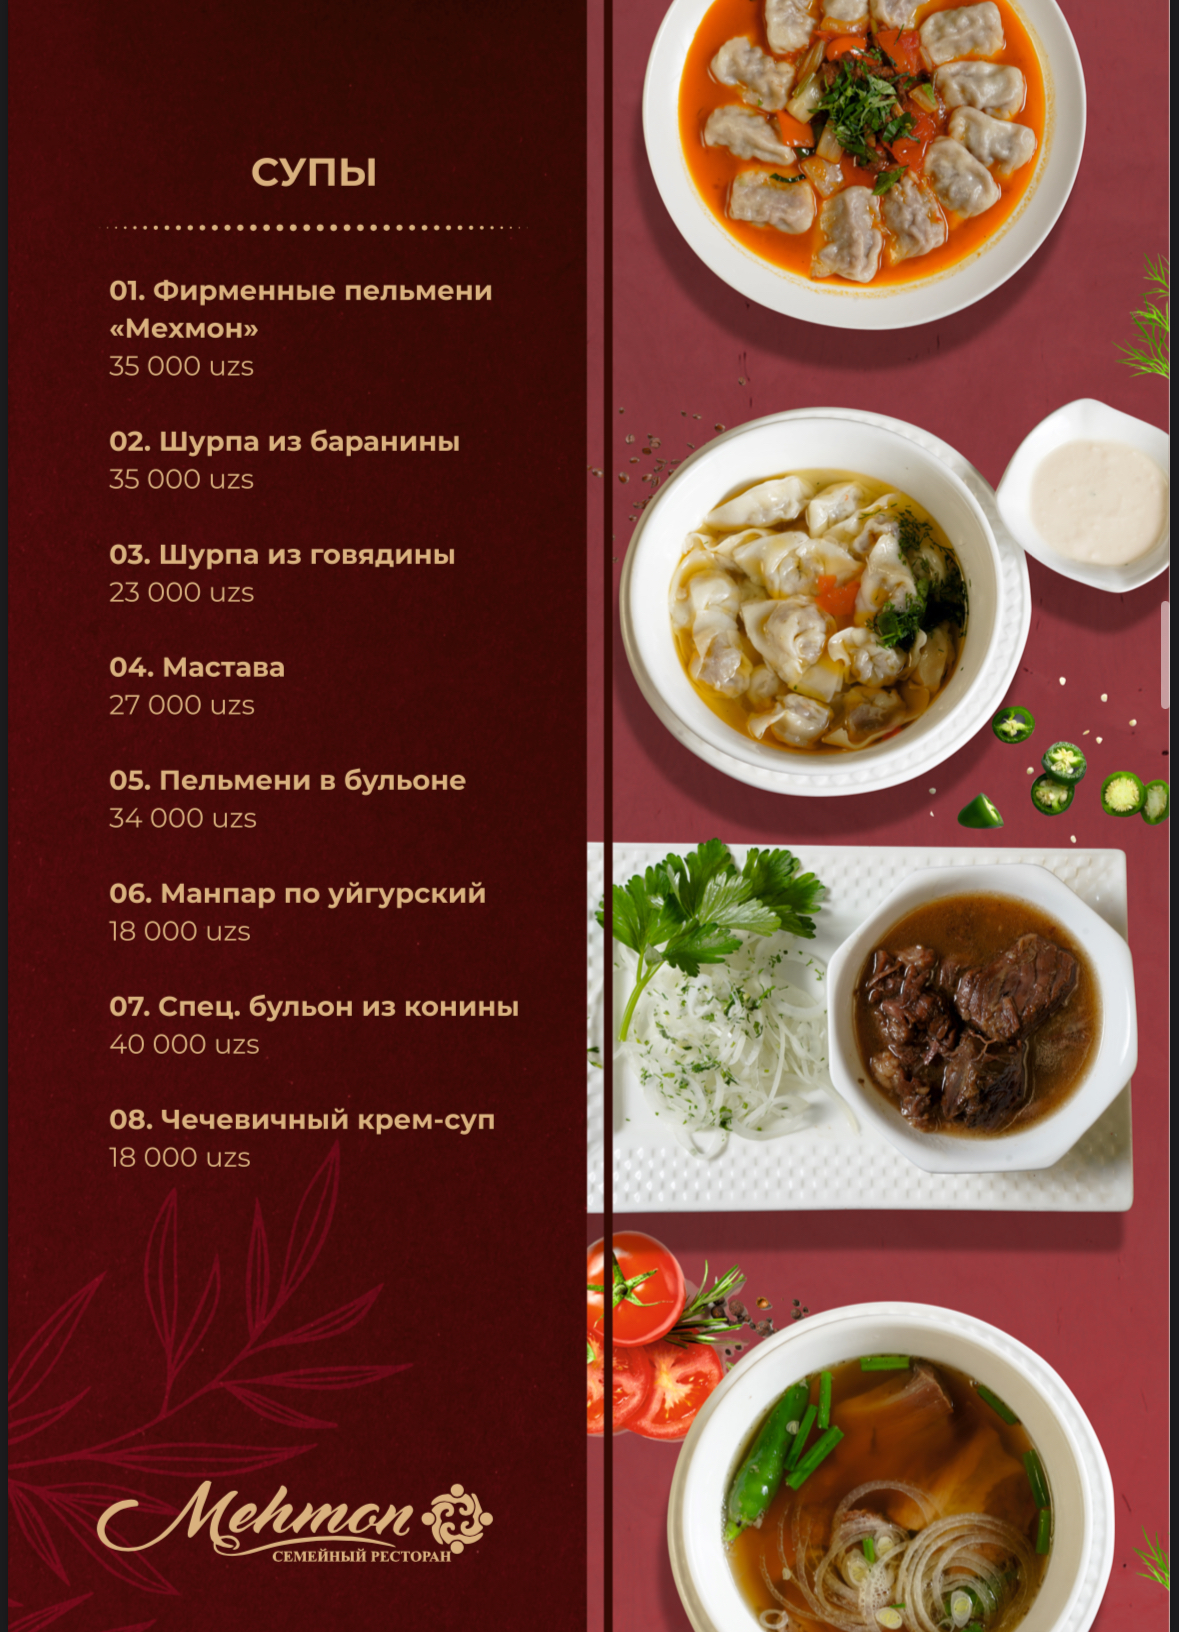 СУПЫ
01. Фирменные пельмени
«Мехмон»
35 000 uzs
02. Шурпа из баранины
35 000 uzs
03. Шурпа из говядины
23 000 uzs
04. Мастава
27 000 uzs
05. Пельмени в бульоне
34 000 uzs
06. Манпар по уйгурский
18 000 uzs
07. Спец. бульон из конины
40 000 uzs
08. Чечевичный крем-суп
18 000 uzs
Mehmon
СЕМЕЙНЫЙ РЕСТОРАН